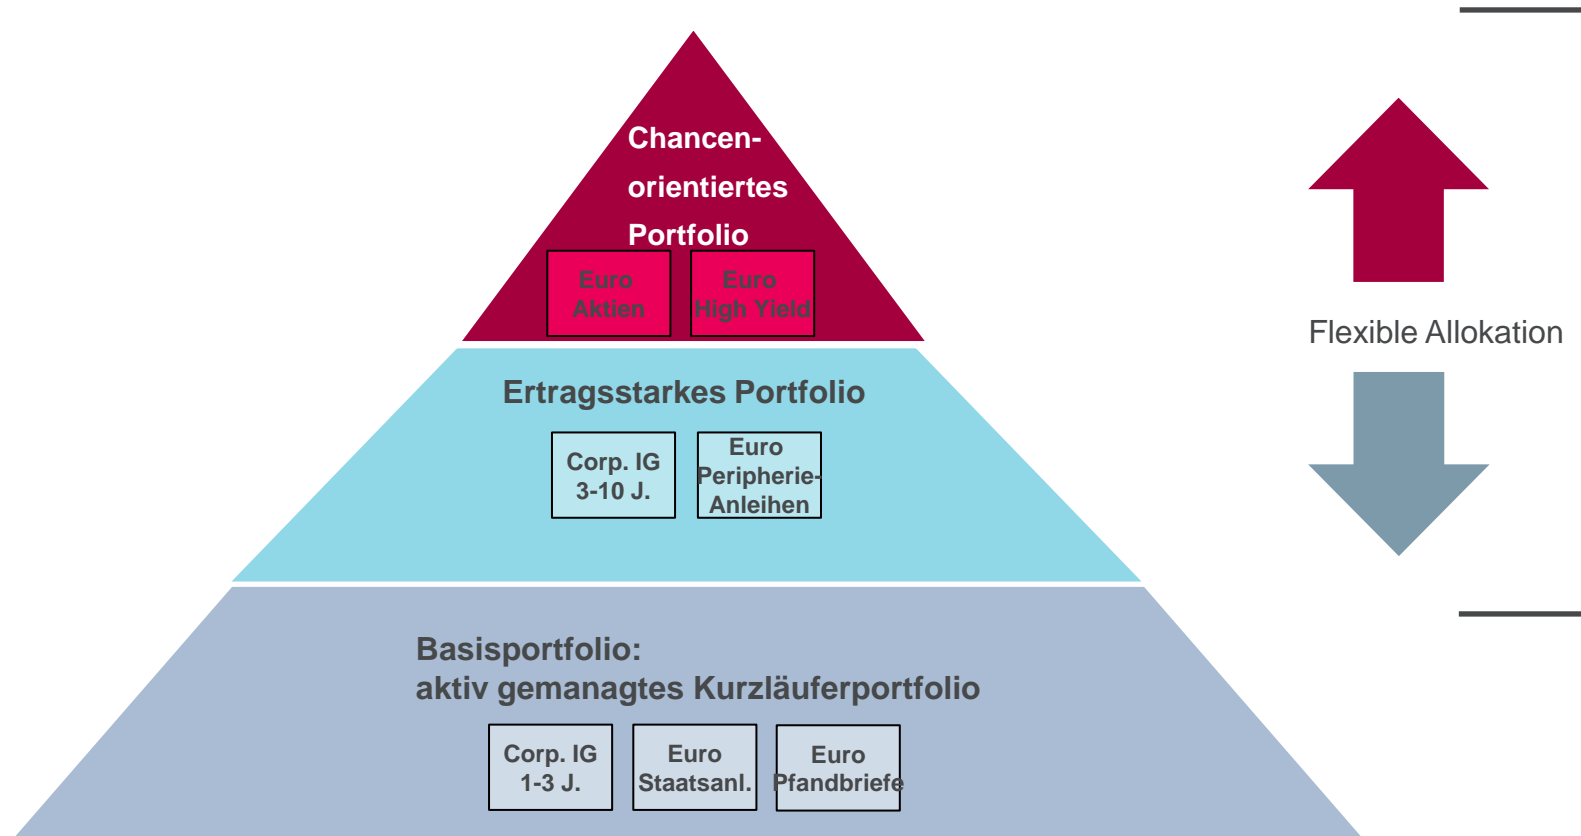 Chancen-
orientiertes
Portfolio
Euro
Aktien
Euro
High Yield
Flexible Allokation
Ertragsstarkes Portfolio
Corp. IG
3-10 J.
Euro
Peripherie-
Anleihen
Basisportfolio:
aktiv gemanagtes Kurzläuferportfolio
Corp. IG
1-3 J.
Euro
Staatsanl.
Euro
Pfandbriefe